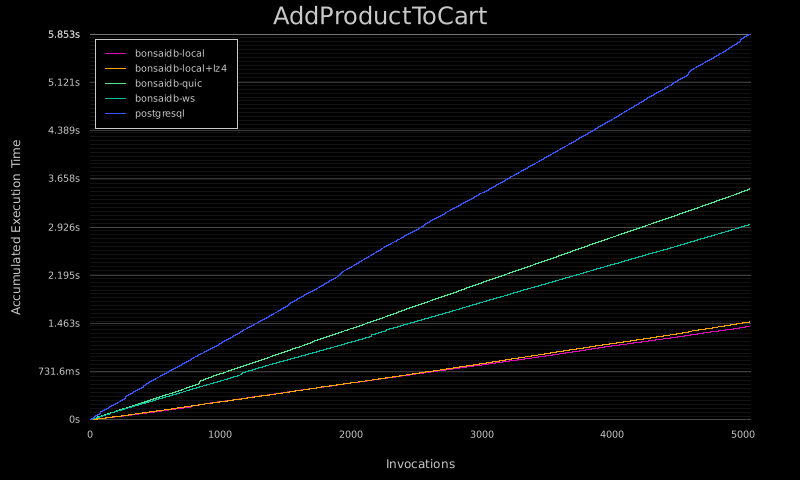 AddProductToCart
5.853s
bonsaidb-local
bonsaidb-local+lz4
bonsaidb-quic
bonsaidb-ws
postgresql
5.121s
4.389s
3.658s
2.926s
2.195s
1.463s
731.6ms
0s
Accumulated Execution Time
0 1000 2000 3000 4000 5000
Invocations